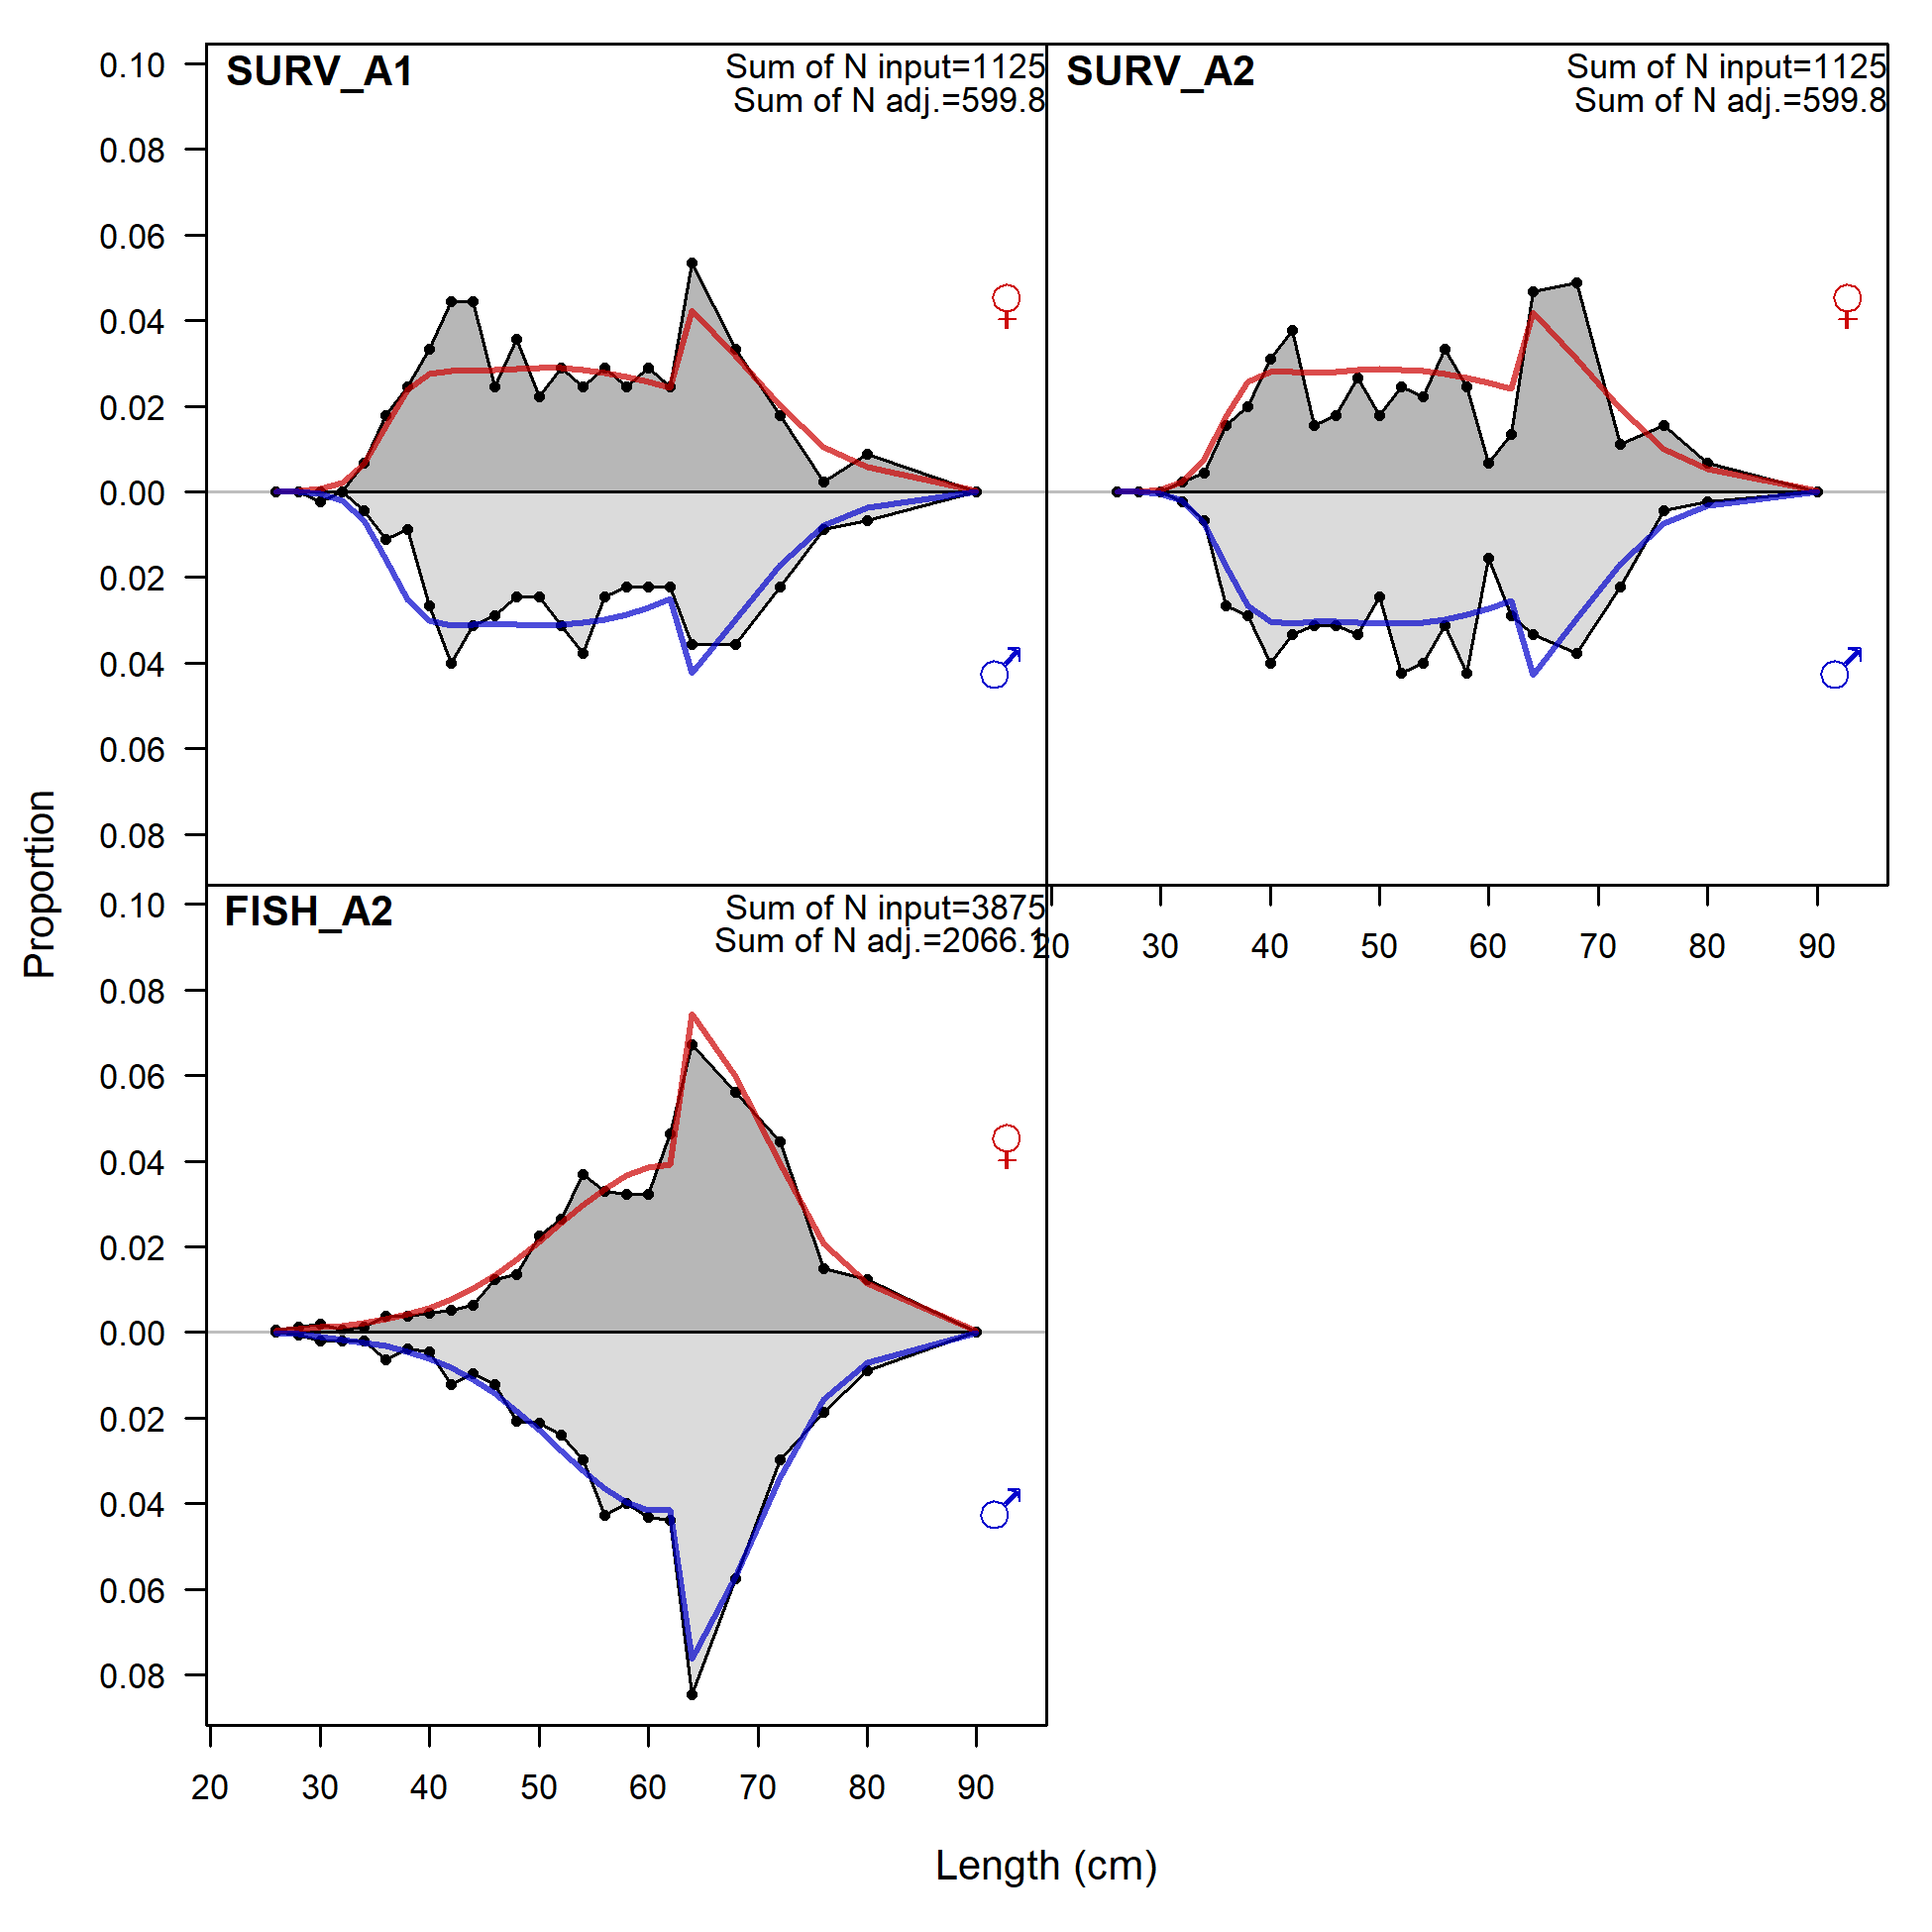 SURV_A1
Sum of N input=1125
Sum of N adj.=599.8
SURV_A2
Sum of N input=1125
Sum of N adj.=599.8
0.10
0.08
0.06
0.04
0.02
0.00
0.02
0.04
0.06
0.08
♀
♂
♀
♂
20 30 40 50 60 70 80 90
FISH_A2
Sum of N input=3875
Sum of N adj.=2066.1
0.10
0.08
0.06
0.04
0.02
0.00
0.02
0.04
0.06
0.08
♀
♂
20 30 40 50 60 70 80 90
Proportion
Length (cm)